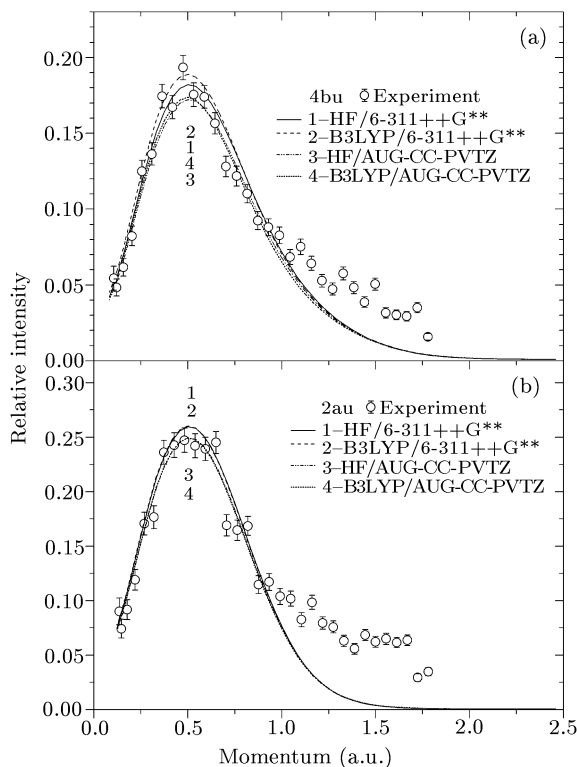 (a)
0.20
4bu Experiment
1–HF/6-311++G**
2–B3LYP/6-311++G**
3–HF/AUG-CC-PVTZ
4–B3LYP/AUG-CC-PVTZ
0.15
2
1
4
3
0.10
0.05
0.00
Relative intensity
(b)
0.30
1
2
2au Experiment
1–HF/6-311++G**
2–B3LYP/6-311++G**
3–HF/AUG-CC-PVTZ
4–B3LYP/AUG-CC-PVTZ
0.25
3
4
0.20
0.15
0.10
0.05
0.00
0.0 0.5 1.0 1.5 2.0 2.5
Momentum (a.u.)